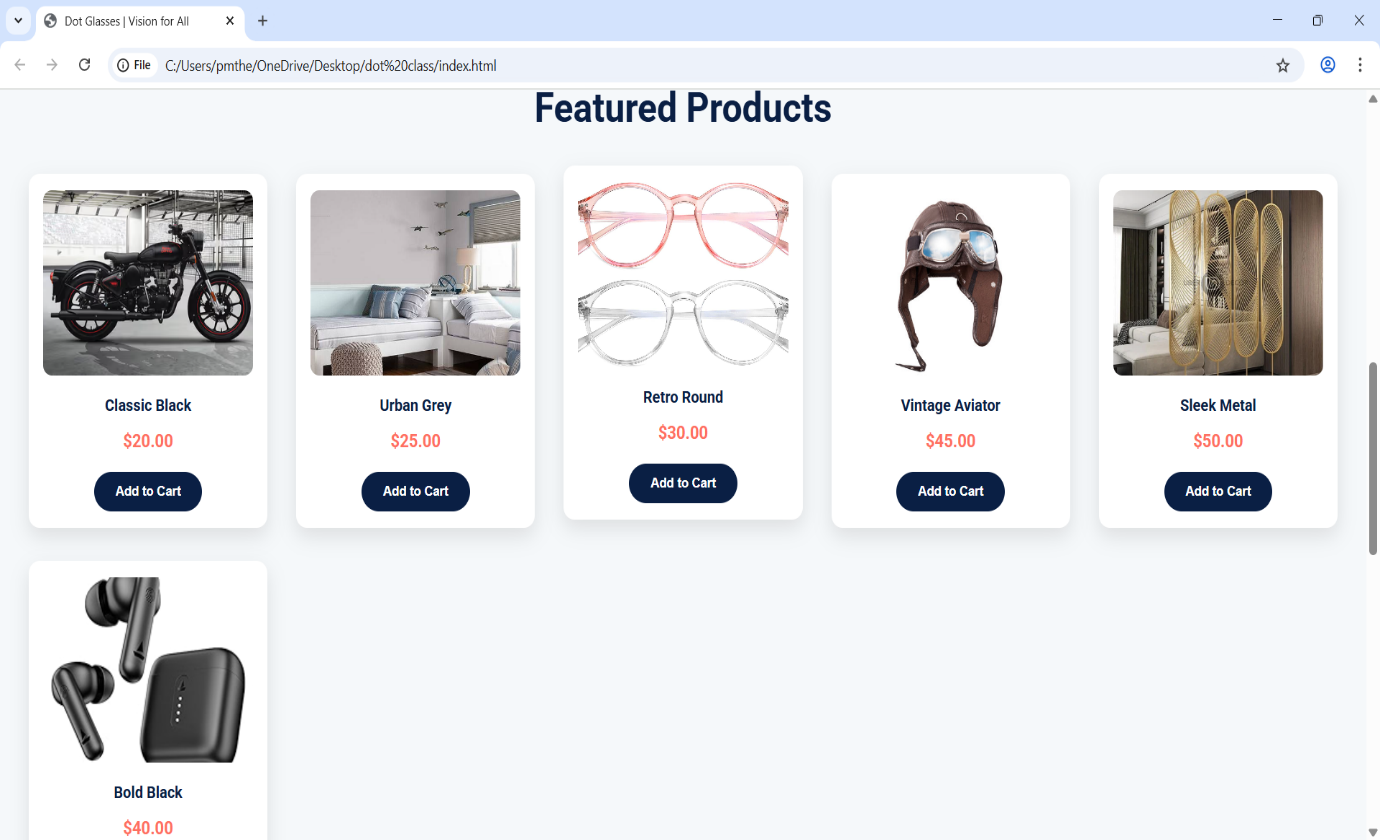 Dot Glasses | Vision for All
File
C:/Users/pmthe/OneDrive/Desktop/dot%20class/index.html
Featured Products
Classic Black
$20.00
Add to Cart
Urban Grey
$25.00
Add to Cart
Retro Round
$30.00
Add to Cart
Vintage Aviator
$45.00
Add to Cart
Sleek Metal
$50.00
Add to Cart
Bold Black
$40.00